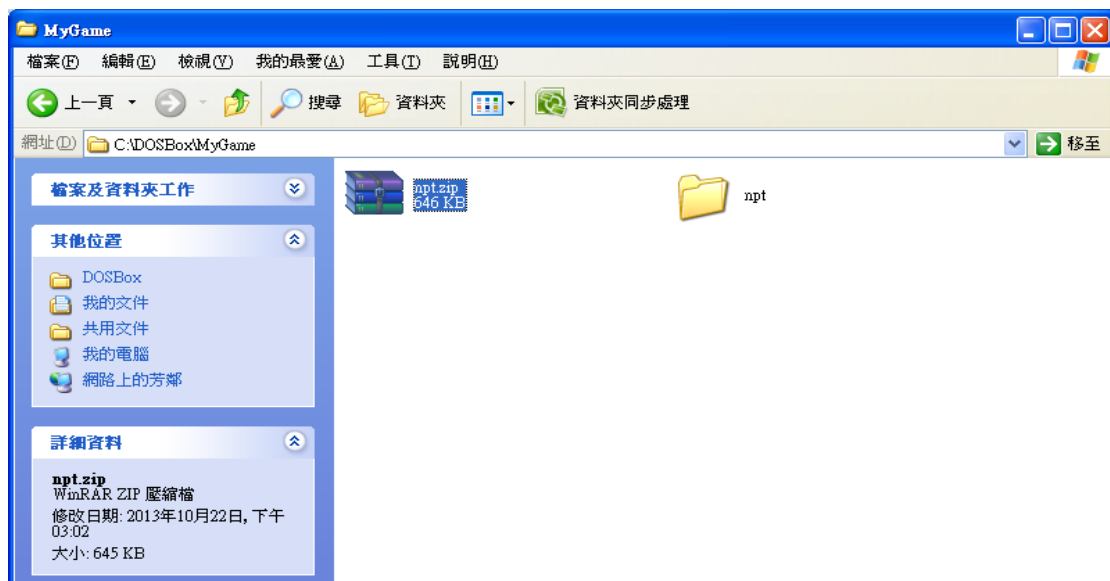 MyGame
檔案(F) 編輯(E) 檢視(V) 我的最愛(A) 工具(T) 說明(H)
上一頁 搜尋 資料夾 資料夾同步處理
網址(D) C:\DOSBox\MyGame 移至
檔案及資料夾工作
npt.zip
646 KB
npt
其他位置
DOSBox
我的文件
共用文件
我的電腦
網路上的芳鄰
詳細資料
npt.zip
WinRAR ZIP 壓縮檔
修改日期: 2013年10月22日, 下午
03:02
大小: 645 KB